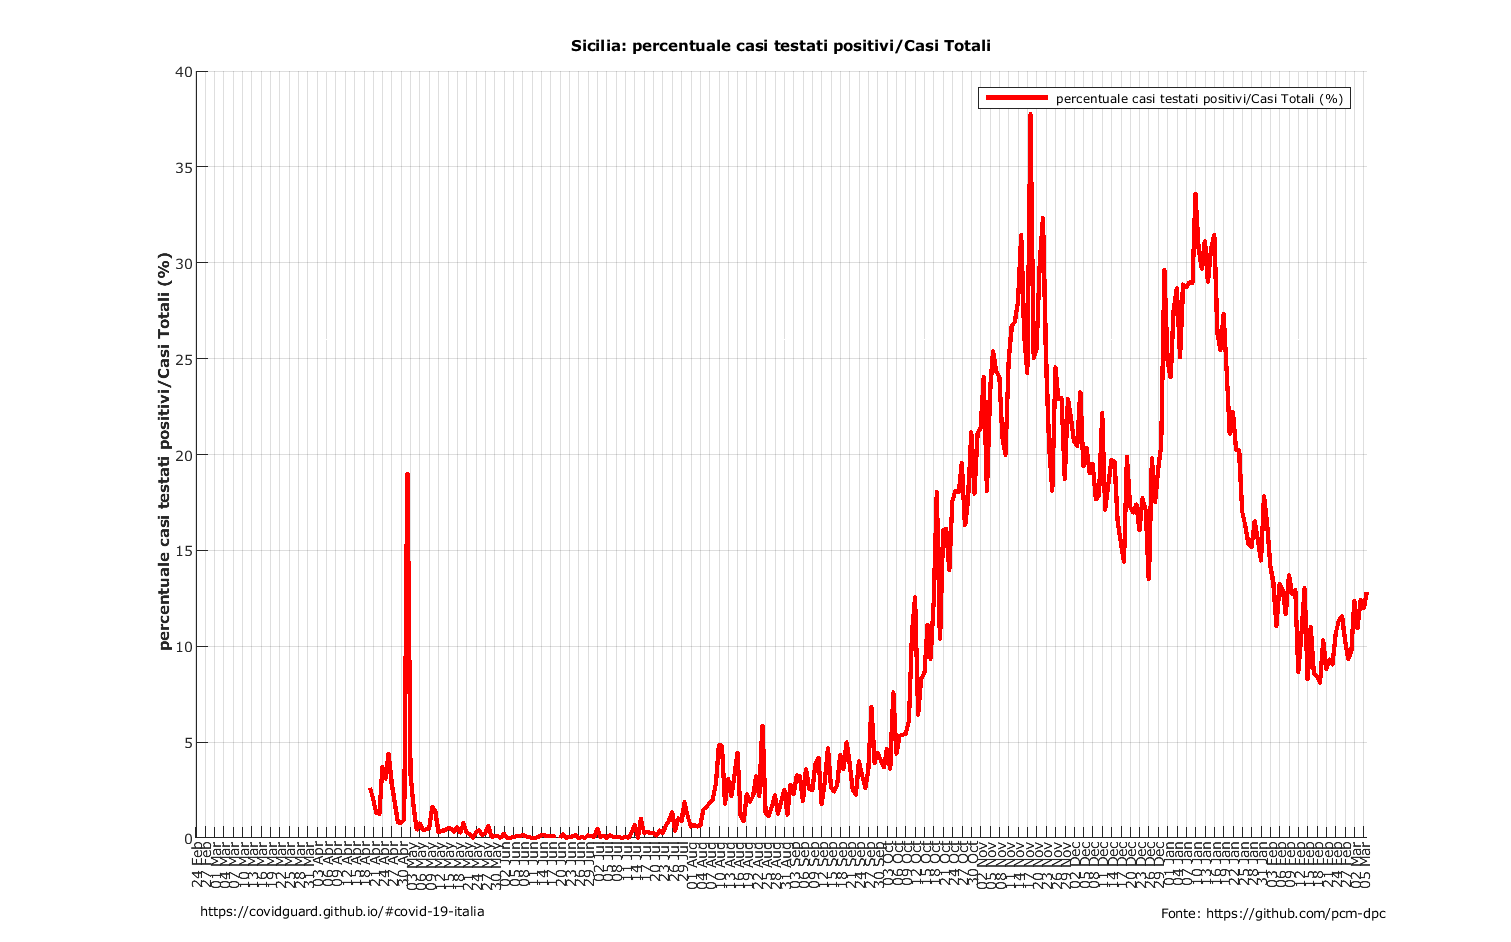 Sicilia: percentuale casi testati positivi/Casi Totali
percentuale casi testati positivi/Casi Totali (%)
percentuale casi testati positivi/Casi Totali (%)
40
35
30
25
20
15
10
5
0
24 Feb
27 Feb
01 Mar
04 Mar
07 Mar
10 Mar
13 Mar
16 Mar
19 Mar
22 Mar
25 Mar
28 Mar
31 Mar
03 Apr
06 Apr
09 Apr
12 Apr
15 Apr
18 Apr
21 Apr
24 Apr
27 Apr
30 Apr
03 May
06 May
09 May
12 May
15 May
18 May
21 May
24 May
27 May
30 May
02 Jun
05 Jun
08 Jun
11 Jun
14 Jun
17 Jun
20 Jun
23 Jun
26 Jun
29 Jun
02 Jul
05 Jul
08 Jul
11 Jul
14 Jul
17 Jul
20 Jul
23 Jul
26 Jul
29 Jul
01 Aug
04 Aug
07 Aug
10 Aug
13 Aug
16 Aug
19 Aug
22 Aug
25 Aug
28 Aug
31 Aug
03 Sep
06 Sep
09 Sep
12 Sep
15 Sep
18 Sep
21 Sep
24 Sep
27 Sep
30 Sep
03 Oct
06 Oct
09 Oct
12 Oct
15 Oct
18 Oct
21 Oct
24 Oct
27 Oct
30 Oct
02 Nov
05 Nov
08 Nov
11 Nov
14 Nov
17 Nov
20 Nov
23 Nov
26 Nov
29 Nov
02 Dec
05 Dec
08 Dec
11 Dec
14 Dec
17 Dec
20 Dec
23 Dec
26 Dec
29 Dec
01 Jan
04 Jan
07 Jan
10 Jan
13 Jan
16 Jan
19 Jan
22 Jan
25 Jan
28 Jan
31 Jan
03 Feb
06 Feb
09 Feb
12 Feb
15 Feb
18 Feb
21 Feb
24 Feb
27 Feb
02 Mar
05 Mar
https://covidguard.github.io/#covid-19-italia
Fonte: https://github.com/pcm-dpc